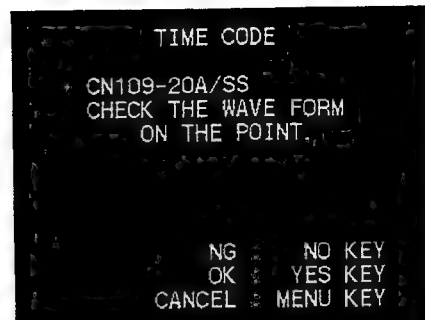 TIME CODE
* CN109-20A/SS
CHECK THE WAVE FORM
ON THE POINT.
NG : NO KEY
OK : YES KEY
CANCEL : MENU KEY